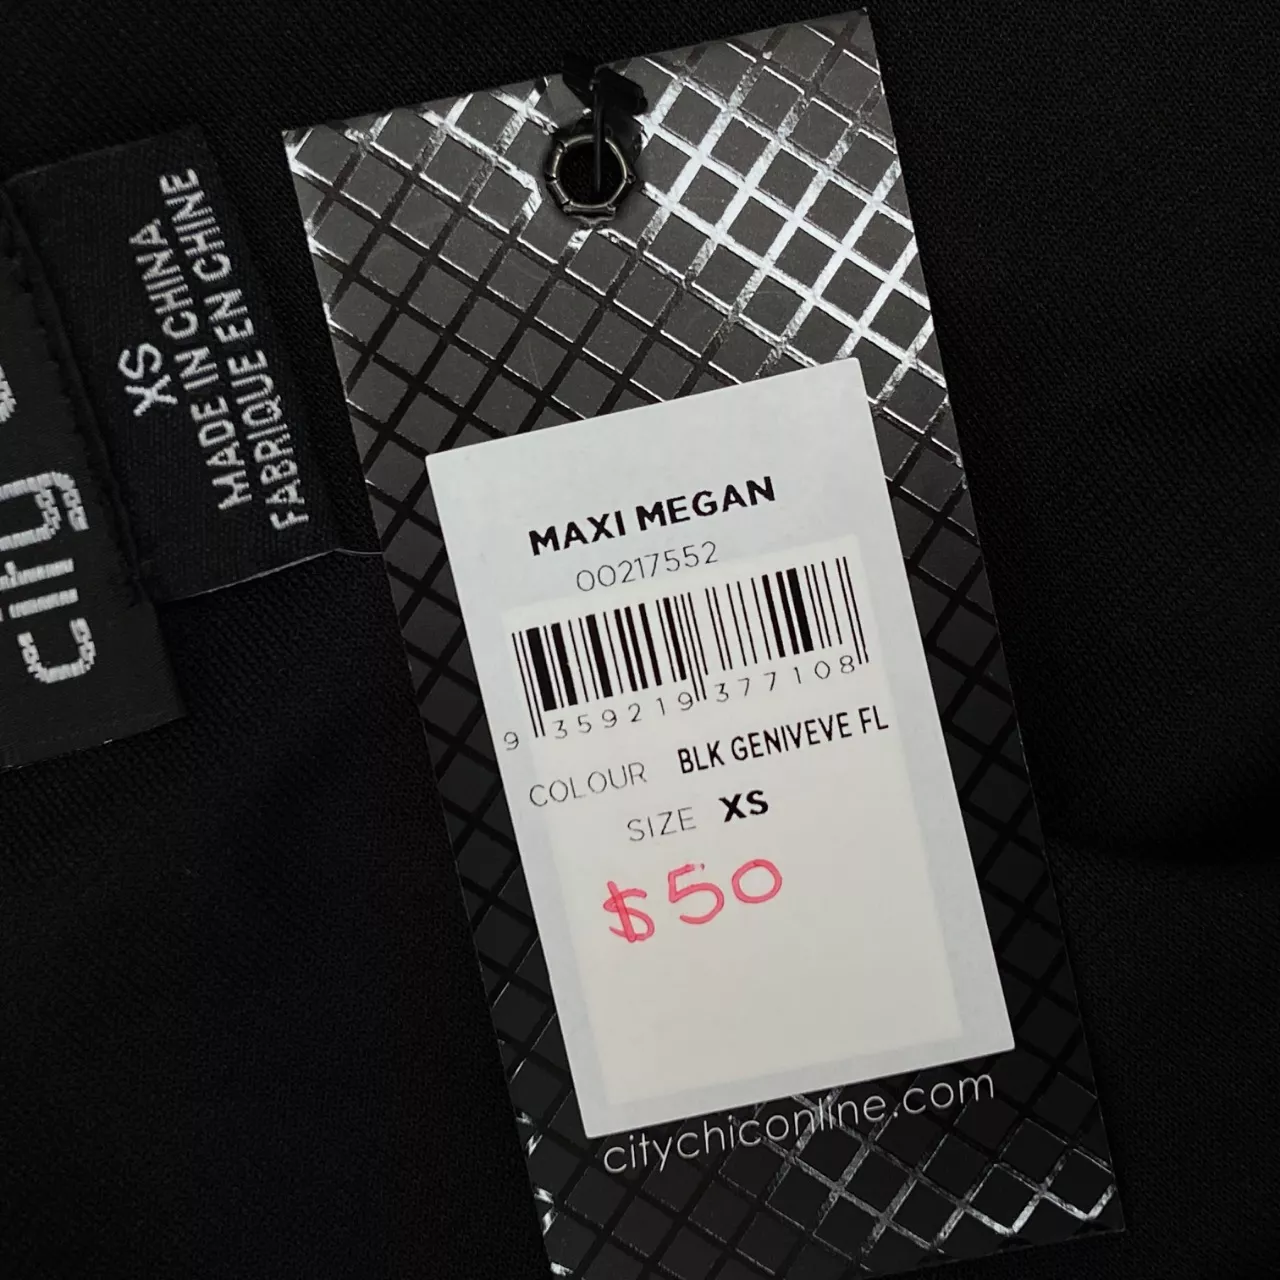 city
XS
MADE IN CHINA
FABRIQUE EN CHINE
MAXI MEGAN
00217552
9 359219 377108
COLOUR BLK GENIVEVE FL
SIZE XS
$50
citychiconline.com